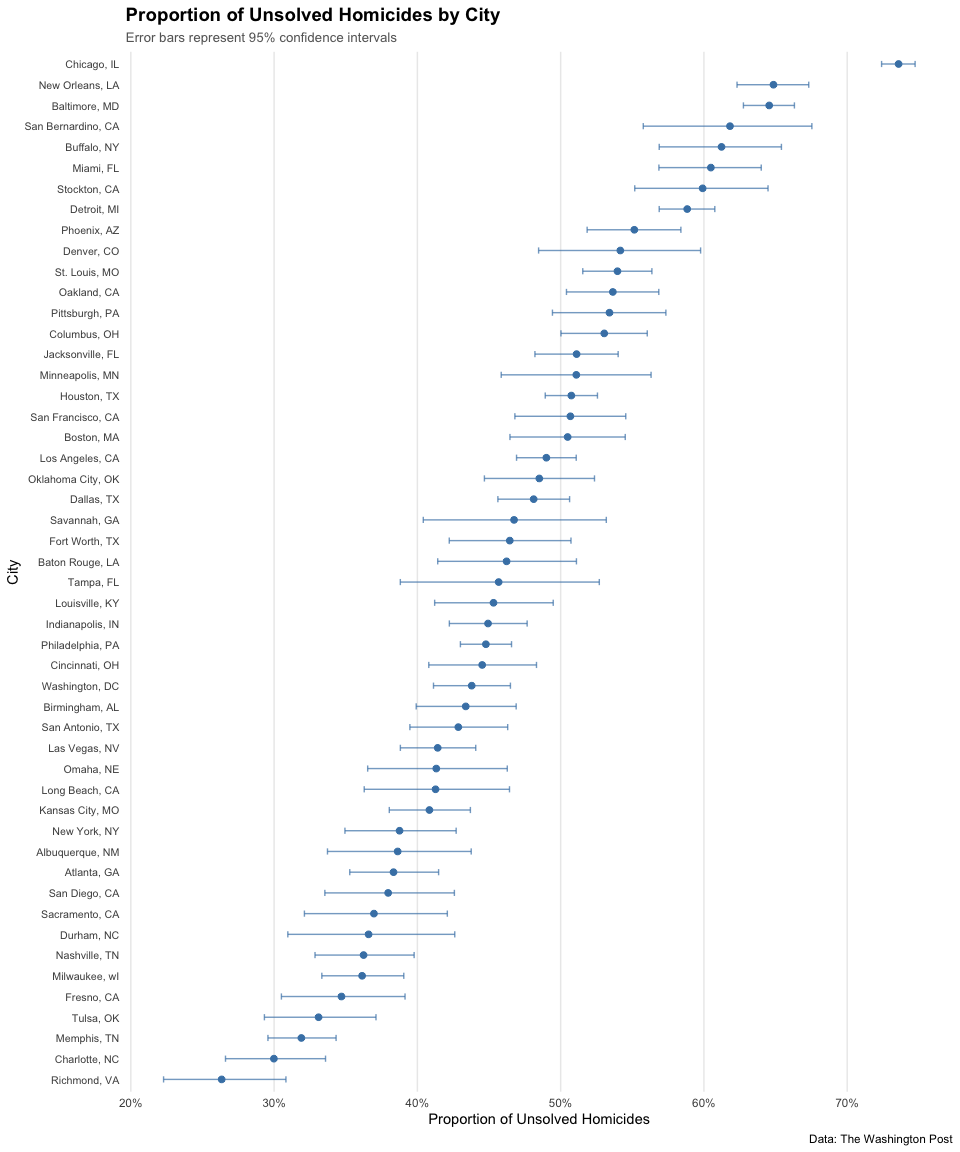 Proportion of Unsolved Homicides by City
Error bars represent 95% confidence intervals
City
Chicago, IL
New Orleans, LA
Baltimore, MD
San Bernardino, CA
Buffalo, NY
Miami, FL
Stockton, CA
Detroit, MI
Phoenix, AZ
Denver, CO
St. Louis, MO
Oakland, CA
Pittsburgh, PA
Columbus, OH
Jacksonville, FL
Minneapolis, MN
Houston, TX
San Francisco, CA
Boston, MA
Los Angeles, CA
Oklahoma City, OK
Dallas, TX
Savannah, GA
Fort Worth, TX
Baton Rouge, LA
Tampa, FL
Louisville, KY
Indianapolis, IN
Philadelphia, PA
Cincinnati, OH
Washington, DC
Birmingham, AL
San Antonio, TX
Las Vegas, NV
Omaha, NE
Long Beach, CA
Kansas City, MO
New York, NY
Albuquerque, NM
Atlanta, GA
San Diego, CA
Sacramento, CA
Durham, NC
Nashville, TN
Milwaukee, wI
Fresno, CA
Tulsa, OK
Memphis, TN
Charlotte, NC
Richmond, VA
20% 30% 40% 50% 60% 70%
Proportion of Unsolved Homicides
Data: The Washington Post